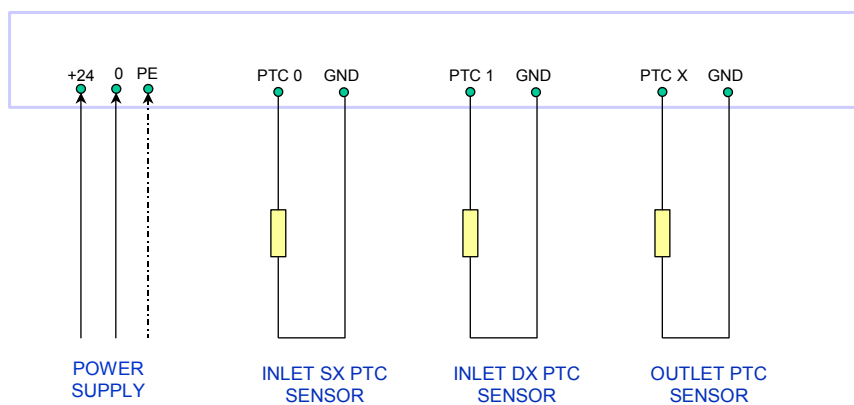 +24 0 PE PTC 0 GND PTC 1 GND PTC X GND
POWER SUPPLY
INLET SX PTC SENSOR
INLET DX PTC SENSOR
OUTLET PTC SENSOR